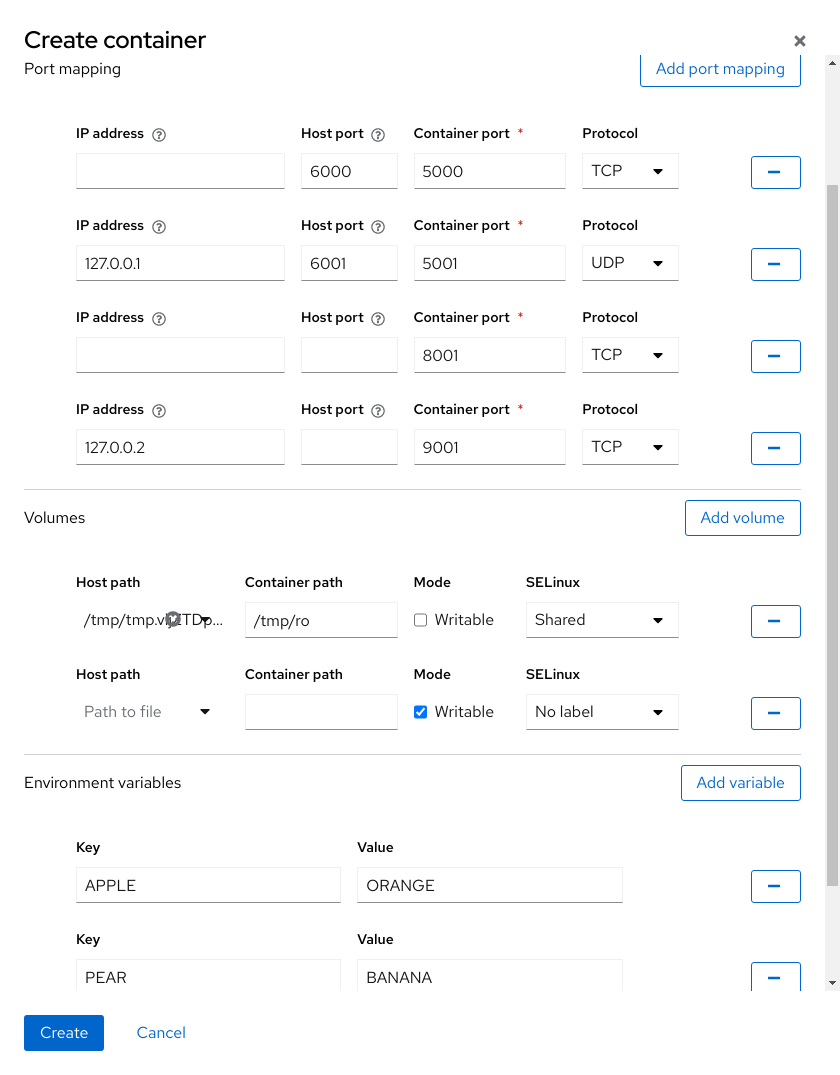 Create container
Port mapping Add port mapping
IP address Host port Container port * Protocol
6000 5000 TCP
IP address Host port Container port * Protocol
127.0.0.1 6001 5001 UDP
IP address Host port Container port * Protocol
8001 TCP
IP address Host port Container port * Protocol
127.0.0.2 9001 TCP
Volumes Add volume
Host path Container path Mode SELinux
/tmp/ro Writable Shared
Host path Container path Mode SELinux
Path to file Writable No label
Environment variables Add variable
Key Value
APPLE ORANGE
Key Value
PEAR BANANA
Create Cancel